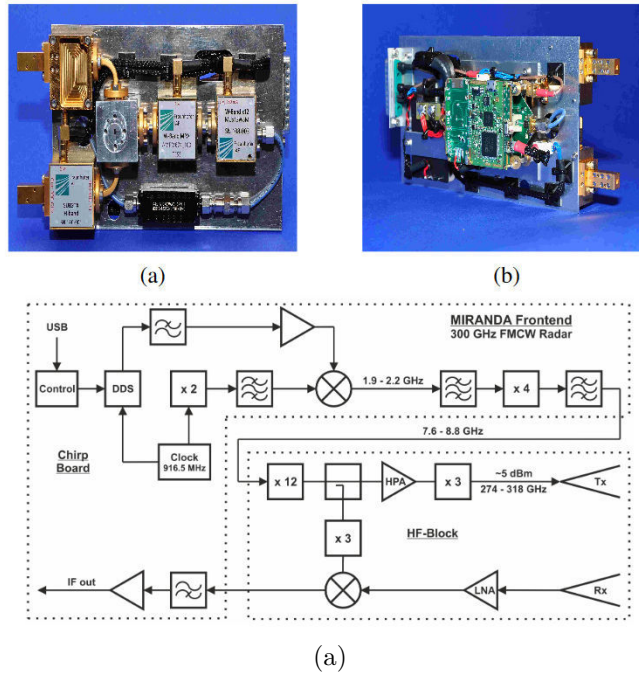 (a)
(b)
MIRANDA Frontend
300 GHz FMCW Radar
USB
Control
DDS
x 2
1.9 - 2.2 GHz
x 4
Clock
916.5 MHz
Chirp
Board
7.6 - 8.8 GHz
x 12
HPA
x 3
~5 dBm
274 - 318 GHz
Tx
x 3
HF-Block
IF out
LNA
Rx
(a)